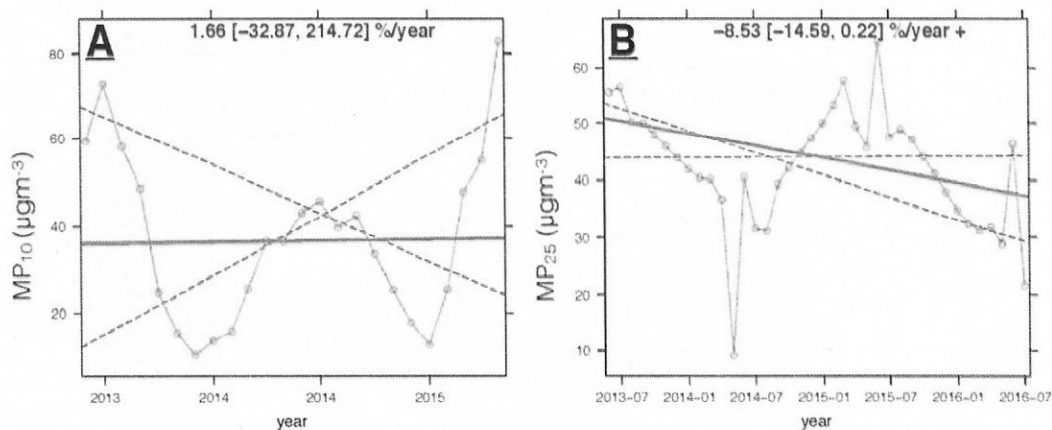 A
1.66 [−32.87, 214.72] %/year
80
60
40
20
MP10 (µgm-3)
2013
2014
2014
2015
year
B
−8.53 [−14.59, 0.22] %/year +
60
50
40
30
20
10
MP25 (µgm-3)
2013−07
2014−01
2014−07
2015−01
2015−07
2016−01
2016−07
year